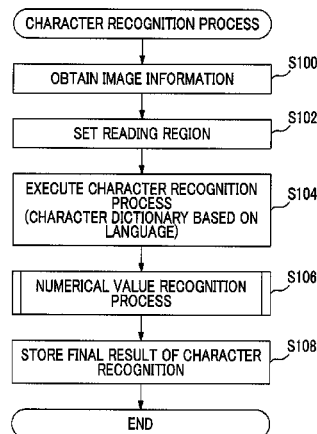 CHARACTER RECOGNITION PROCESS
S100
OBTAIN IMAGE INFORMATION
S102
SET READING REGION
S104
EXECUTE CHARACTER RECOGNITION
PROCESS
(CHARACTER DICTIONARY BASED ON
LANGUAGE)
S106
NUMERICAL VALUE RECOGNITION
PROCESS
S108
STORE FINAL RESULT OF CHARACTER
RECOGNITION
END